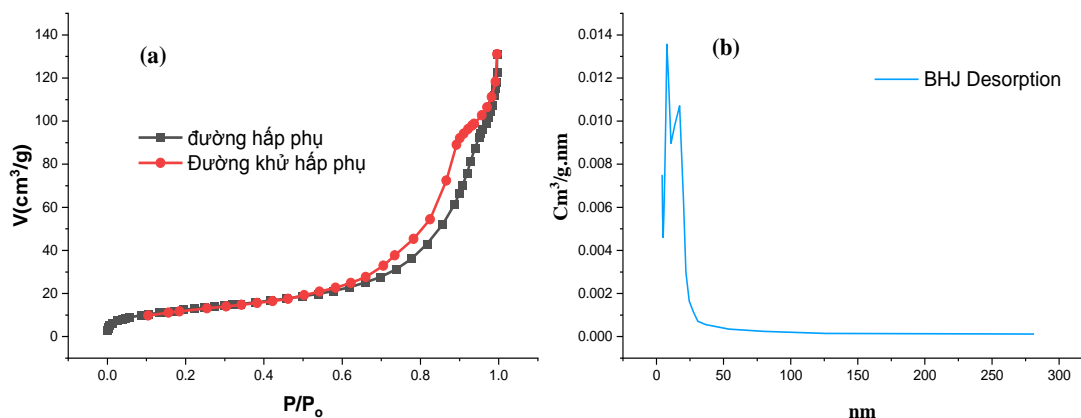 (a)
đường hấp phụ
Đường khử hấp phụ
V(cm³/g)
140
120
100
80
60
40
20
0
0.0 0.2 0.4 0.6 0.8 1.0
P/Pₒ
(b)
BHJ Desorption
Cm³/g.nm
0.014
0.012
0.010
0.008
0.006
0.004
0.002
0.000
0 50 100 150 200 250 300
nm